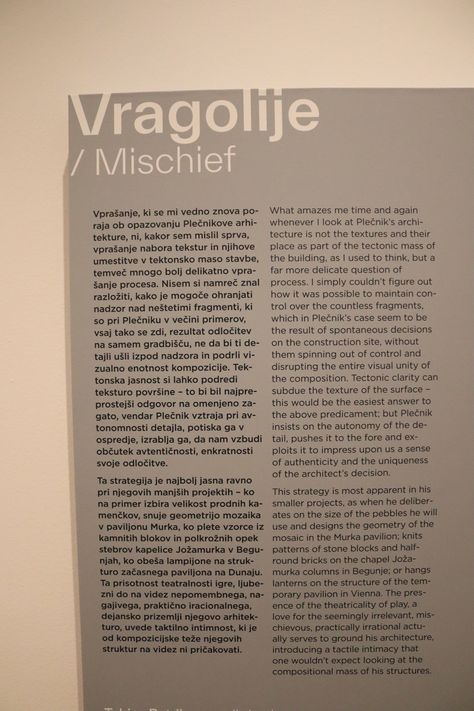 Vragolije
/ Mischief
Vprašanje, ki se mi vedno znova po-
raja ob opazovanju Plečnikove arhi-
tekture, ni, kakor sem mislil sprva,
vprašanje nabora tekstur in njihove
umestitve v tektonsko maso stavbe,
temveč mnogo bolj delikatno vpra-
šanje procesa. Nisem si namreč znal
razložiti, kako je mogoče ohranjati
nadzor nad neštetimi fragmenti, ki
so pri Plečniku v večini primerov,
vsaj tako se zdi, rezultat odločitev
na samem gradbišču, ne da bi ti de-
tajli ušli izpod nadzora in podrli vi-
zualno enotnost kompozicije. Tek-
tonska jasnost si lahko podredi
teksturo površine – to bi bil najpre-
prostejši odgovor na omenjeno za-
gato, vendar Plečnik vztraja pri av-
tonomnosti detajla, potiska ga v
ospredje, izrablja ga, da nam vzbudi
občutek avtentičnosti, enkratnosti
svoje odločitve.
Ta strategija je najbolj jasna ravno
pri njegovih manjših projektih – ko
na primer izbira velikost prodnih ka-
menčkov, snuje geometrijo mozaika
v paviljonu Murka, ko plete vzorce iz
kamnitih blokov in polkrožnih opek
stebrov kapelice Jožamurka v Begu-
njah, ko obeša lampijone na struk-
turo začasnega paviljona na Dunaju.
Ta prisotnost teatralnosti igre, ljube-
zni do na videz nepomembnega, na-
gajivega, praktično iracionalnega,
dejansko prizemlji njegovo arhitek-
turo, uvede taktilno intimnost, ki je
od kompozicijske teže njegovih
struktur na videz ni pričakovati.
What amazes me time and again
whenever I look at Plečnik's archi-
tecture is not the textures and their
place as part of the tectonic mass of
the building, as I used to think, but a
far more delicate question of
process. I simply couldn't figure out
how it was possible to maintain con-
trol over the countless fragments,
which in Plečnik's case seem to be
the result of spontaneous decisions
on the construction site, without
them spinning out of control and
disrupting the entire visual unity of
the composition. Tectonic clarity can
subdue the texture of the surface –
this would be the easiest answer to
the above predicament; but Plečnik
insists on the autonomy of the de-
tail, pushes it to the fore and ex-
ploits it to impress upon us a sense
of authenticity and the uniqueness
of the architect's decision.
This strategy is most apparent in his
smaller projects, as when he deliber-
ates on the size of the pebbles he will
use and designs the geometry of the
mosaic in the Murka pavilion; knits
patterns of stone blocks and half-
round bricks on the chapel Joža-
murka columns in Begunje; or hangs
lanterns on the structure of the tem-
porary pavilion in Vienna. The pres-
ence of the theatricality of play, a
love for the seemingly irrelevant, mis-
chievous, practically irrational actu-
ally serves to ground his architecture,
introducing a tactile intimacy that
one wouldn't expect looking at the
compositional mass of his structures.